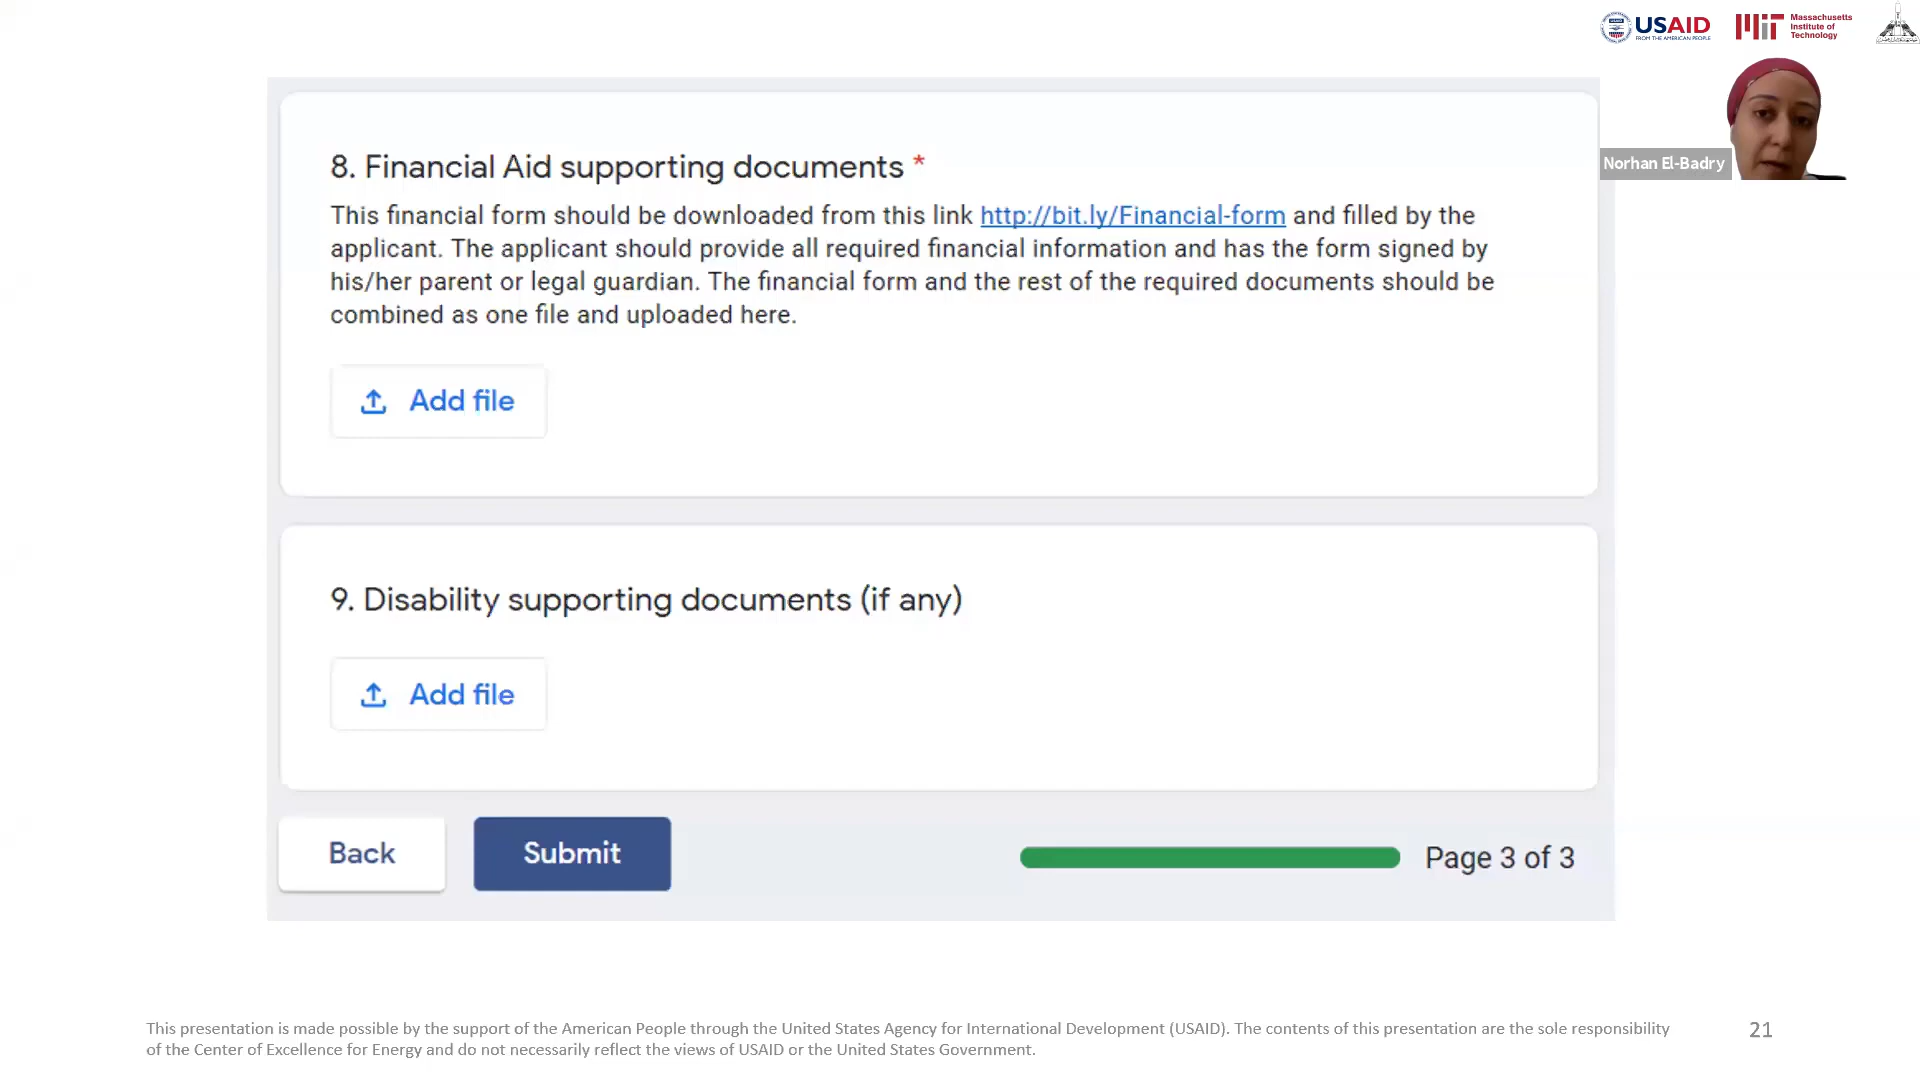 USAID
FROM THE AMERICAN PEOPLE
Massachusetts
Institute of
Technology
Norhan El-Badry
8. Financial Aid supporting documents *
This financial form should be downloaded from this link http://bit.ly/Financial-form and filled by the
applicant. The applicant should provide all required financial information and has the form signed by
his/her parent or legal guardian. The financial form and the rest of the required documents should be
combined as one file and uploaded here.
Add file
9. Disability supporting documents (if any)
Add file
Back
Submit
Page 3 of 3
This presentation is made possible by the support of the American People through the United States Agency for International Development (USAID). The contents of this presentation are the sole responsibility
of the Center of Excellence for Energy and do not necessarily reflect the views of USAID or the United States Government.
21